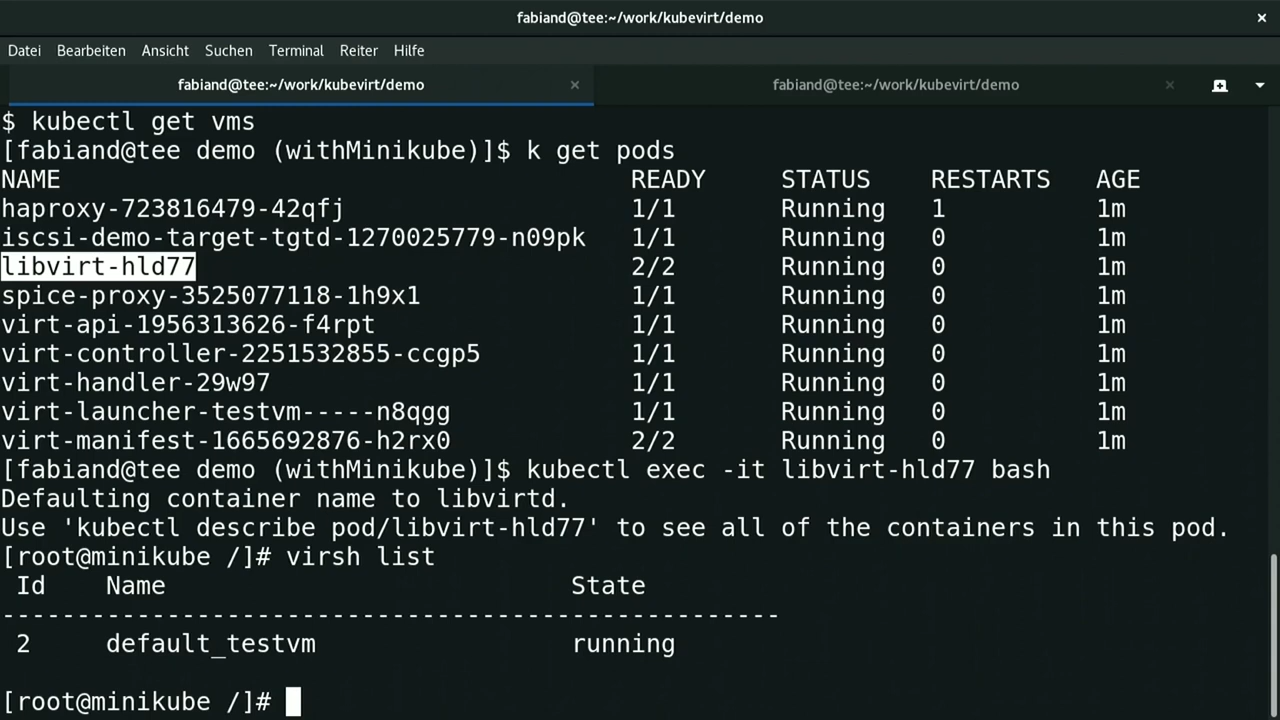 fabiand@tee:~/work/kubevirt/demo ×
Datei Bearbeiten Ansicht Suchen Terminal Reiter Hilfe
fabiand@tee:~/work/kubevirt/demo × fabiand@tee:~/work/kubevirt/demo ×
$ kubectl get vms
[fabiand@tee demo (withMinikube)]$ k get pods
NAME READY STATUS RESTARTS AGE
haproxy-723816479-42qfj 1/1 Running 1 1m
iscsi-demo-target-tgtd-1270025779-n09pk 1/1 Running 0 1m
libvirt-hld77 2/2 Running 0 1m
spice-proxy-3525077118-1h9x1 1/1 Running 0 1m
virt-api-1956313626-f4rpt 1/1 Running 0 1m
virt-controller-2251532855-ccgp5 1/1 Running 0 1m
virt-handler-29w97 1/1 Running 0 1m
virt-launcher-testvm-----n8qgg 1/1 Running 0 1m
virt-manifest-1665692876-h2rx0 2/2 Running 0 1m
[fabiand@tee demo (withMinikube)]$ kubectl exec -it libvirt-hld77 bash
Defaulting container name to libvirtd.
Use 'kubectl describe pod/libvirt-hld77' to see all of the containers in this pod.
[root@minikube /]# virsh list
Id Name State
----------------------------------------------------
2 default_testvm running
[root@minikube /]#